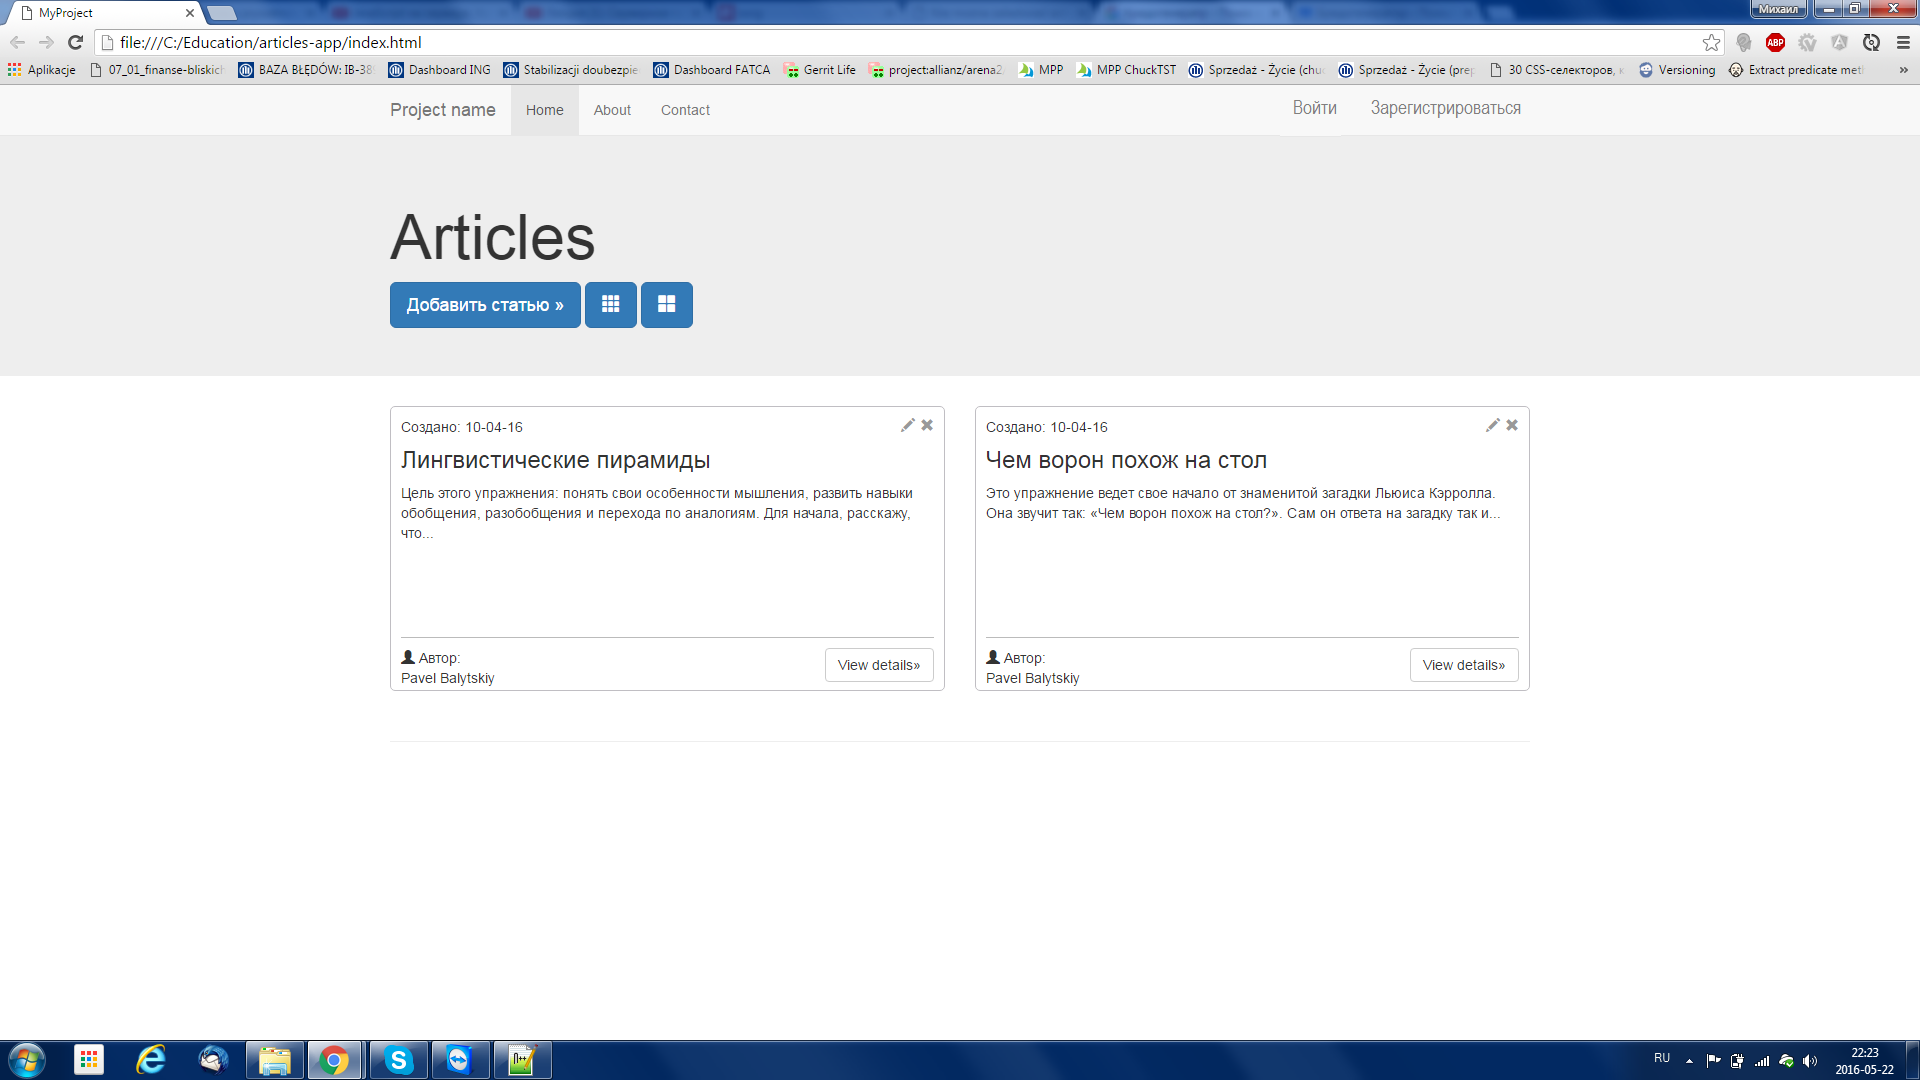 MyProject
Михаил
file:///C:/Education/articles-app/index.html
ABP
Aplikacje 07_01_finanse-bliskich BAZA BŁĘDÓW: IB-389 Dashboard ING Stabilizacji doubezpie Dashboard FATCA Gerrit Life project:allianz/arena2 MPP MPP ChuckTST Sprzedaż - Życie (chu Sprzedaż - Życie (prep 30 CSS-селекторов, Versioning Extract predicate met »
Project name Home About Contact Войти Зарегистрироваться
Articles
Добавить статью »
Создано: 10-04-16
Лингвистические пирамиды
Цель этого упражнения: понять свои особенности мышления, развить навыки
обобщения, разобобщения и перехода по аналогиям. Для начала, расскажу,
что...
Автор:
Pavel Balytskiy
View details»
Создано: 10-04-16
Чем ворон похож на стол
Это упражнение ведет свое начало от знаменитой загадки Льюиса Кэрролла.
Она звучит так: «Чем ворон похож на стол?». Сам он ответа на загадку так и...
Автор:
Pavel Balytskiy
View details»
RU
22:23
2016-05-22